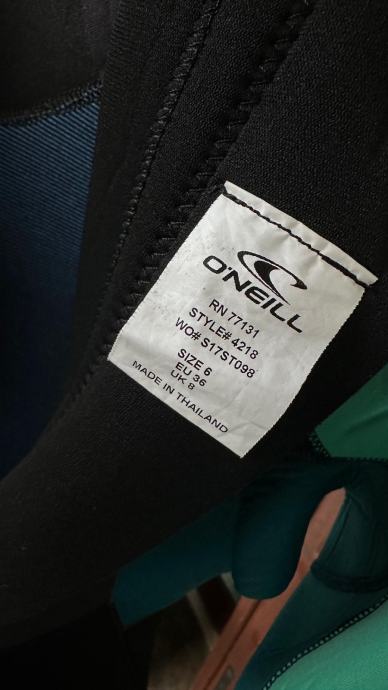 O'NEILL
RN 77131
STYLE# 4218
WO# S17ST098
SIZE 6
EU 36
UK 8
MADE IN THAILAND